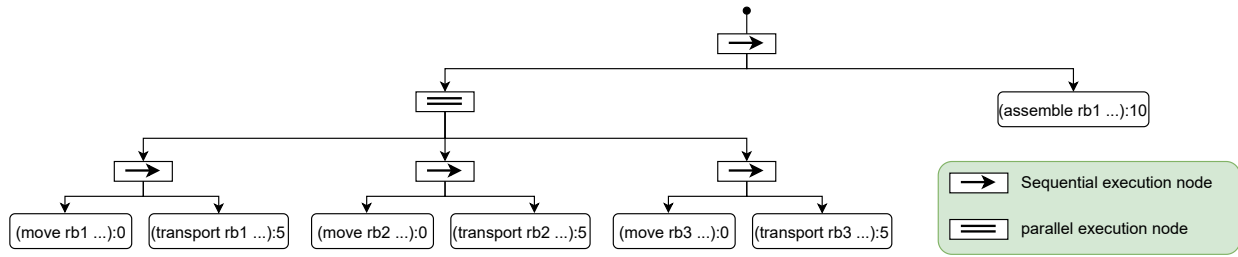 (assemble rb1 ...):10
(move rb1 ...):0
(transport rb1 ...):5
(move rb2 ...):0
(transport rb2 ...):5
(move rb3 ...):0
(transport rb3 ...):5
Sequential execution node
parallel execution node